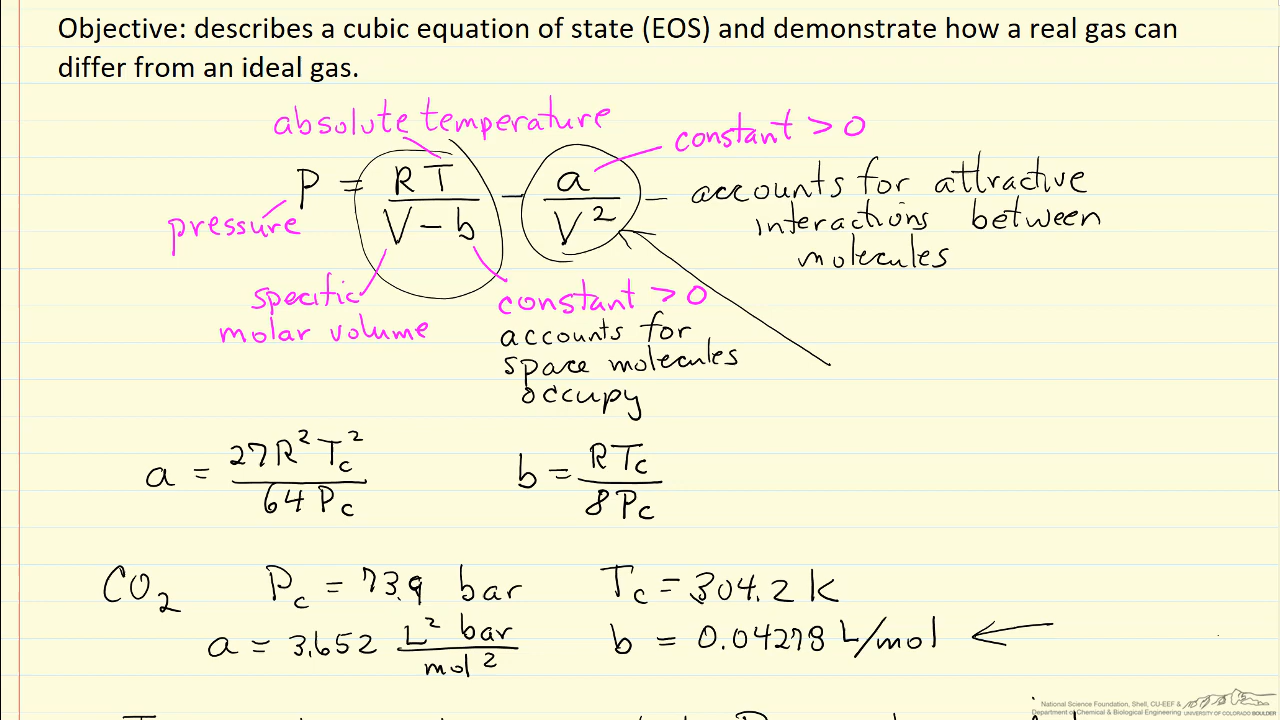 Objective: describes a cubic equation of state (EOS) and demonstrate how a real gas can
differ from an ideal gas.
absolute temperature
constant > 0
P = RT/(V - b) - a/V² - accounts for attractive
interactions between
molecules
pressure
specific
molar volume
constant > 0
accounts for
space molecules
occupy
a = 27R²Tc²/64Pc b = RTc/8Pc
CO₂ Pc = 73.9 bar Tc = 304.2 K
a = 3.652 L² bar/mol² b = 0.04278 L/mol
National Science Foundation, Shell, CU-EEF &
Department of Chemical & Biological Engineering UNIVERSITY OF COLORADO BOULDER